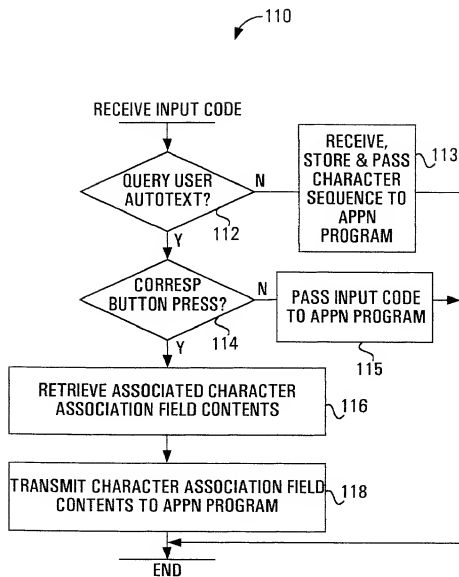 110
RECEIVE INPUT CODE
QUERY USER
AUTOTEXT?
N
112
Y
RECEIVE,
STORE & PASS
CHARACTER
SEQUENCE TO
APPN
PROGRAM
113
CORRESP
BUTTON PRESS?
N
114
Y
PASS INPUT CODE
TO APPN PROGRAM
115
RETRIEVE ASSOCIATED CHARACTER
ASSOCIATION FIELD CONTENTS
116
TRANSMIT CHARACTER ASSOCIATION FIELD
CONTENTS TO APPN PROGRAM
118
END